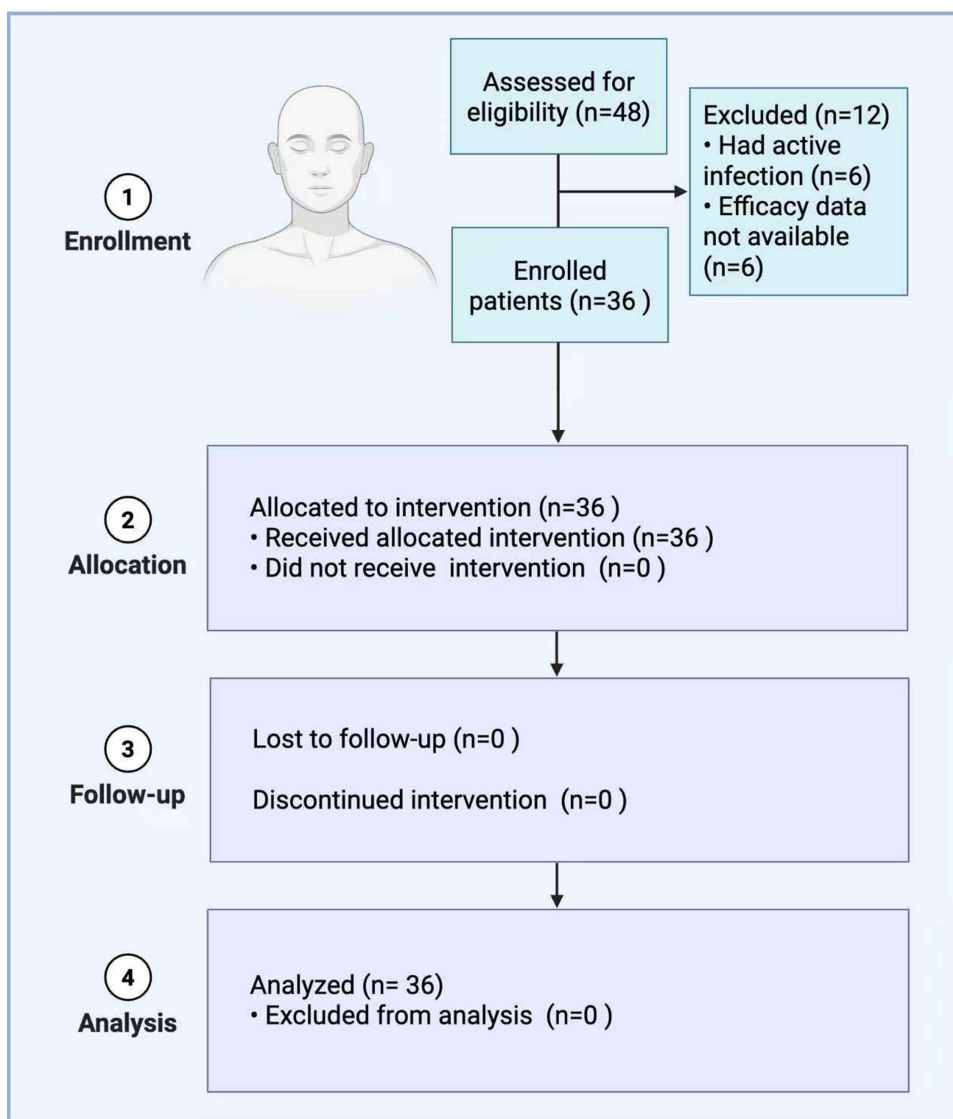 Assessed for
eligibility (n=48)
Excluded (n=12)
• Had active
infection (n=6)
• Efficacy data
not available
(n=6)
1
Enrollment
Enrolled
patients (n=36 )
2
Allocation
Allocated to intervention (n=36 )
• Received allocated intervention (n=36 )
• Did not receive  intervention  (n=0 )
3
Follow-up
Lost to follow-up (n=0 )
Discontinued intervention  (n=0 )
4
Analysis
Analyzed (n= 36)
• Excluded from analysis  (n=0 )